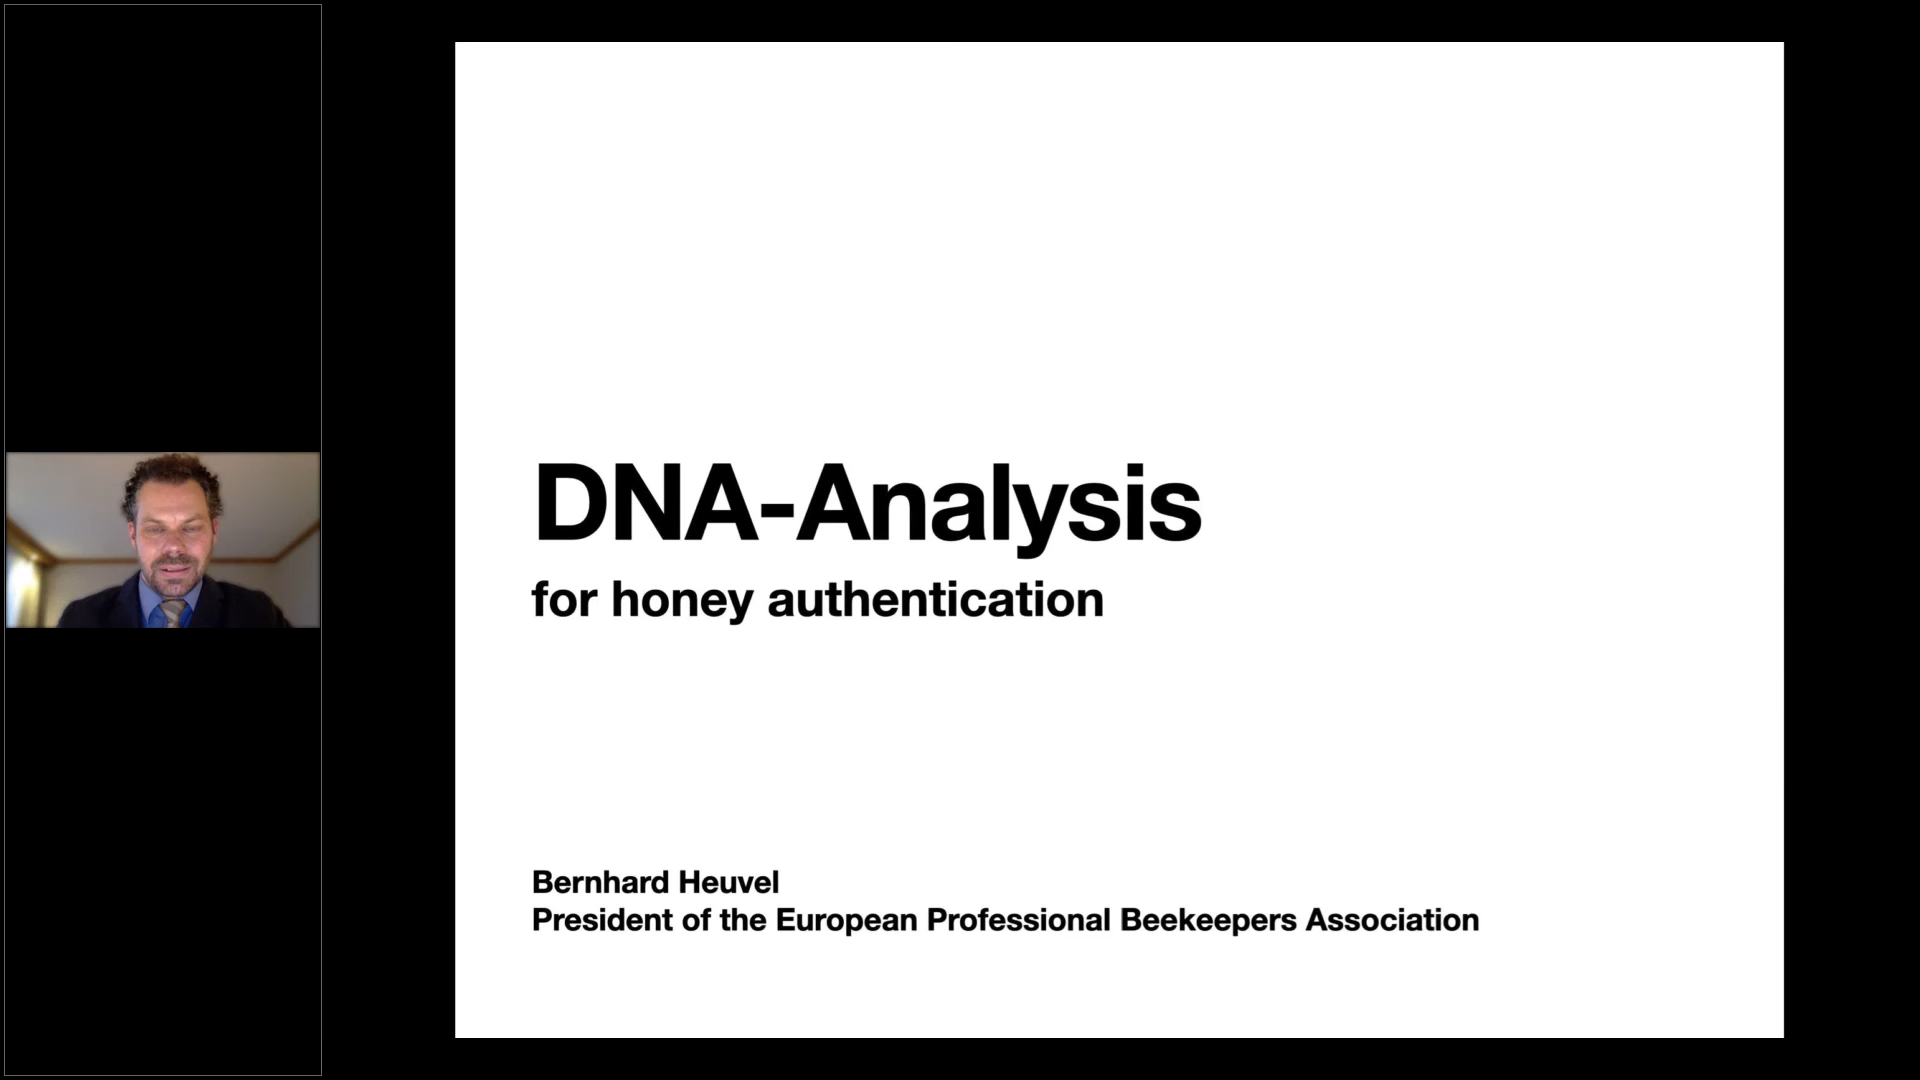 DNA-Analysis
for honey authentication
Bernhard Heuvel
President of the European Professional Beekeepers Association